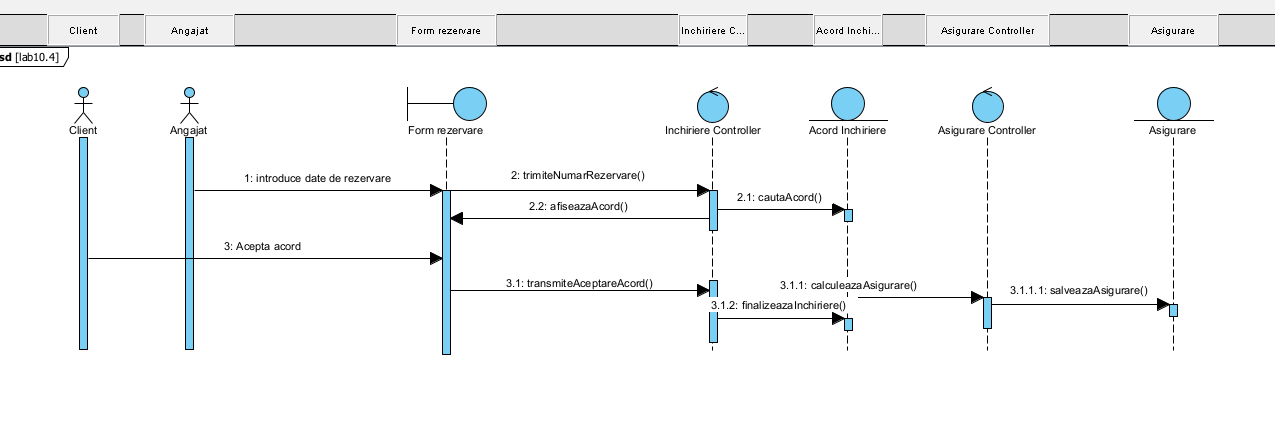 Client Angajat Form rezervare Inchiriere C... Acord Inchi... Asigurare Controller Asigurare
sd [lab10.4]
Client Angajat Form rezervare Inchiriere Controller Acord Inchiriere Asigurare Controller Asigurare
1: introduce date de rezervare
2: trimiteNumarRezervare()
2.1: cautaAcord()
2.2: afiseazaAcord()
3: Acepta acord
3.1: transmiteAceptareAcord()
3.1.1: calculeazaAsigurare()
3.1.1.1: salveazaAsigurare()
3.1.2: finalizeazaInchiriere()